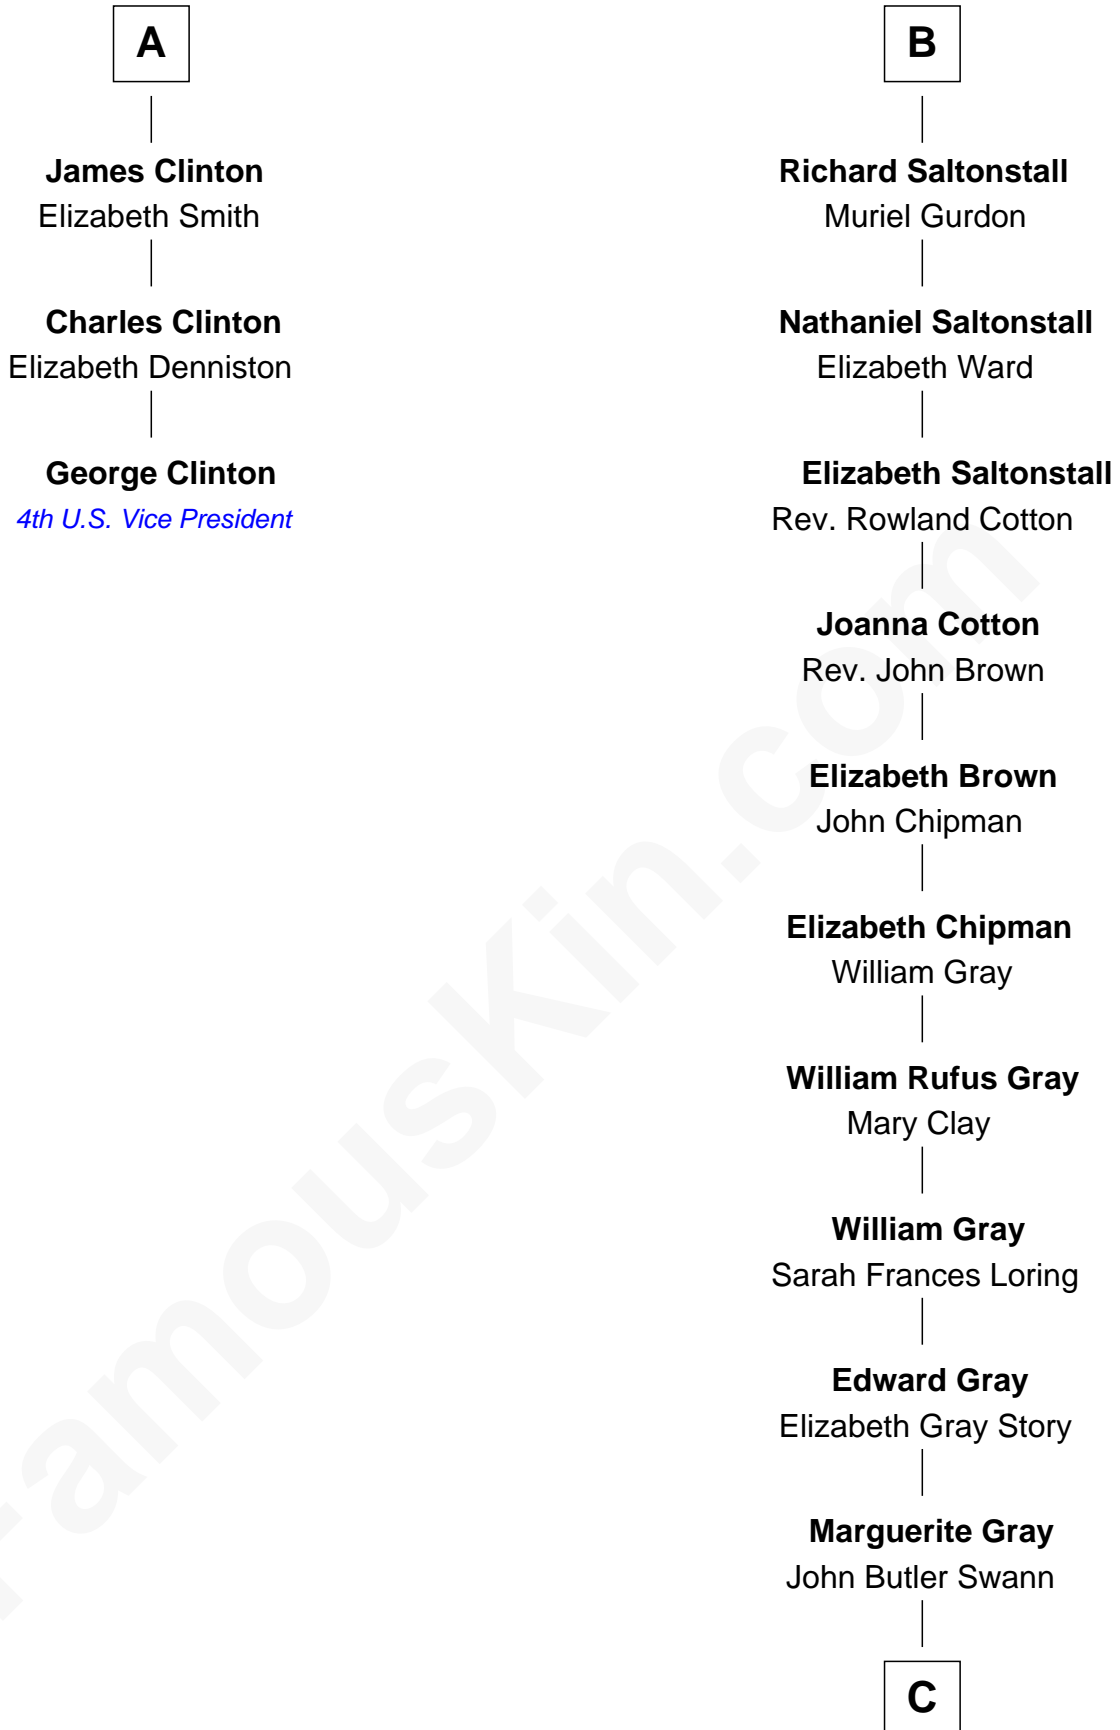 A
James Clinton
Elizabeth Smith
Charles Clinton
Elizabeth Denniston
George Clinton
4th U.S. Vice President
B
Richard Saltonstall
Muriel Gurdon
Nathaniel Saltonstall
Elizabeth Ward
Elizabeth Saltonstall
Rev. Rowland Cotton
Joanna Cotton
Rev. John Brown
Elizabeth Brown
John Chipman
Elizabeth Chipman
William Gray
William Rufus Gray
Mary Clay
William Gray
Sarah Frances Loring
Edward Gray
Elizabeth Gray Story
Marguerite Gray
John Butler Swann
C
FamousKin.com